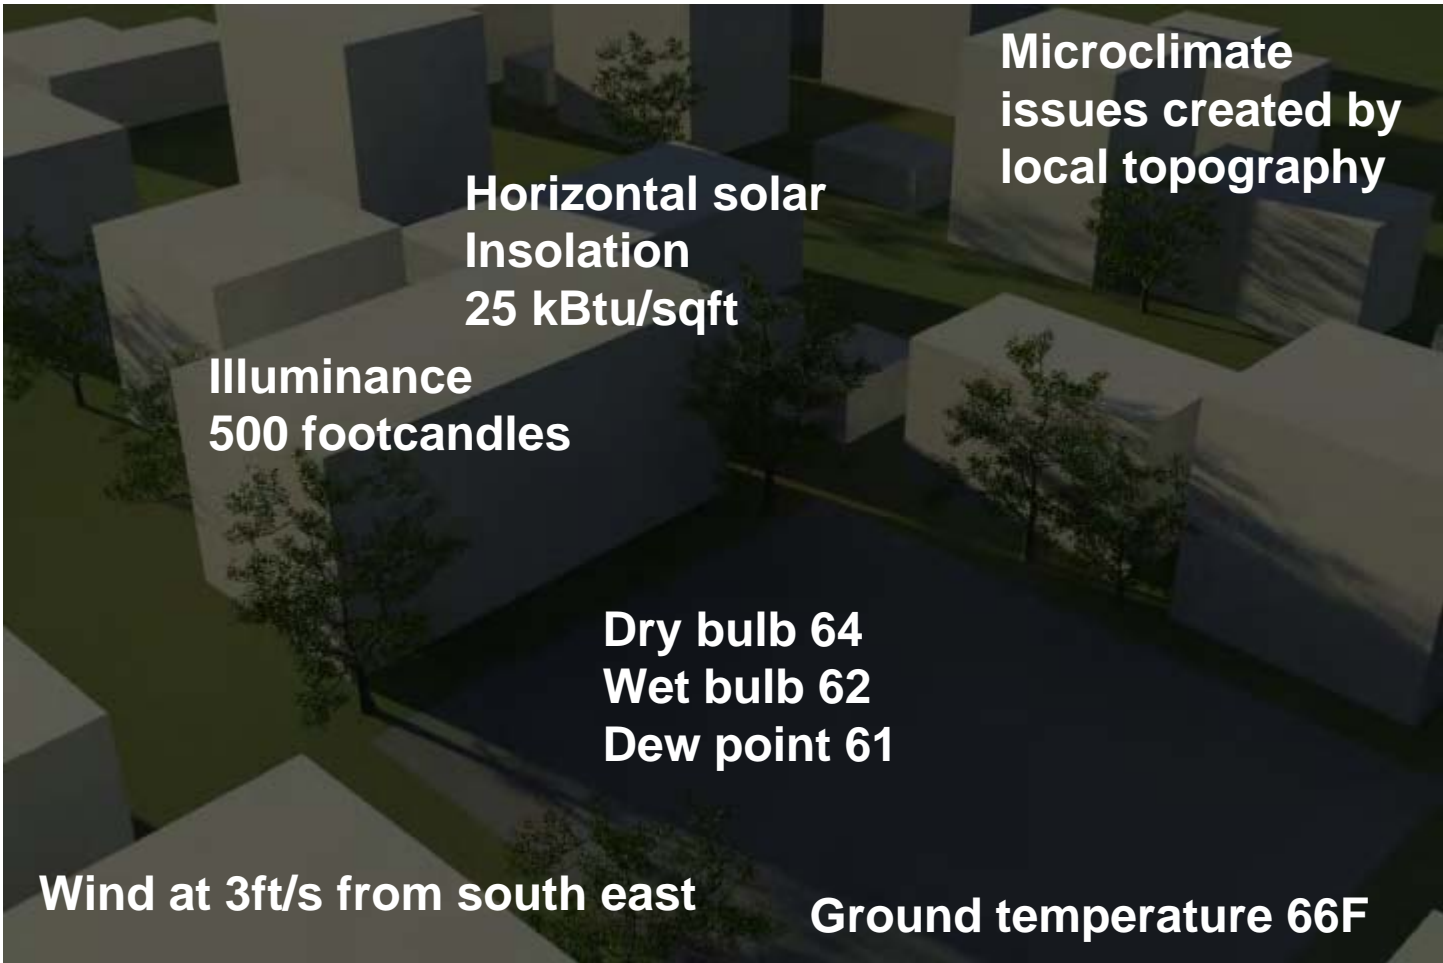 Microclimate
issues created by
local topography
Horizontal solar
Insolation
25 kBtu/sqft
Illuminance
500 footcandles
Dry bulb 64
Wet bulb 62
Dew point 61
Wind at 3ft/s from south east
Ground temperature 66F